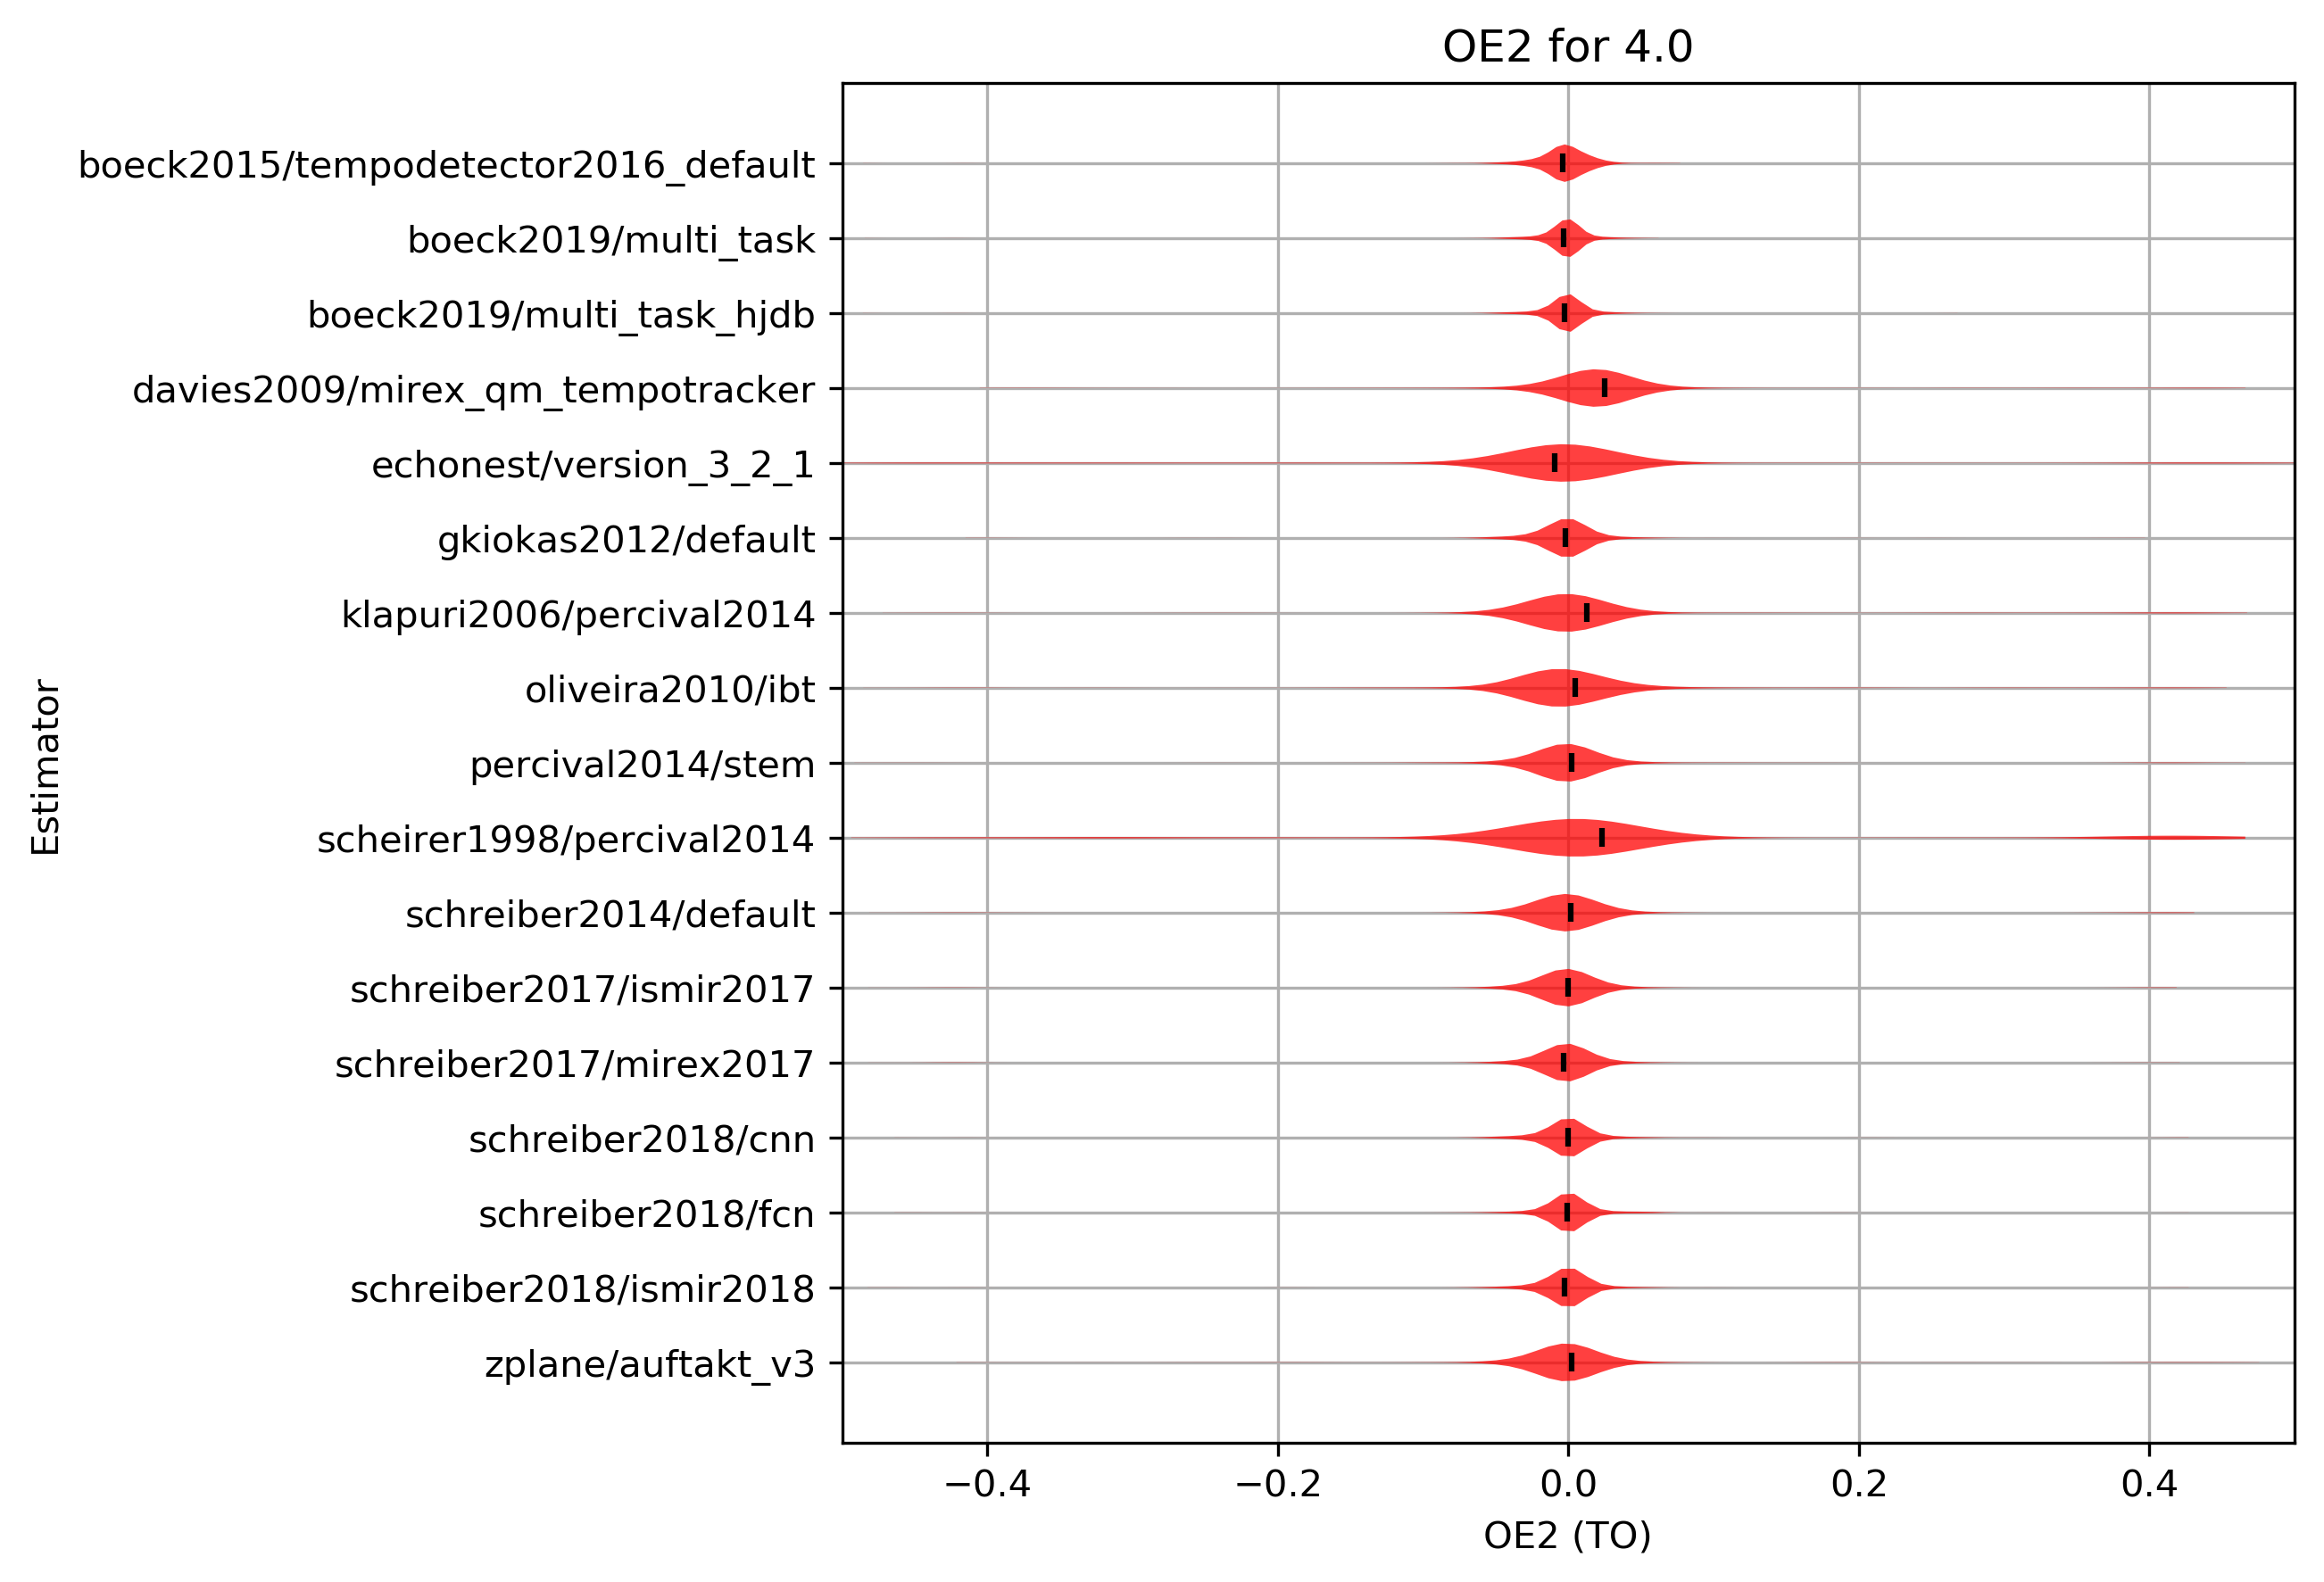 OE2 for 4.0
Estimator
boeck2015/tempodetector2016_default
boeck2019/multi_task
boeck2019/multi_task_hjdb
davies2009/mirex_qm_tempotracker
echonest/version_3_2_1
gkiokas2012/default
klapuri2006/percival2014
oliveira2010/ibt
percival2014/stem
scheirer1998/percival2014
schreiber2014/default
schreiber2017/ismir2017
schreiber2017/mirex2017
schreiber2018/cnn
schreiber2018/fcn
schreiber2018/ismir2018
zplane/auftakt_v3
−0.4 −0.2 0.0 0.2 0.4
OE2 (TO)